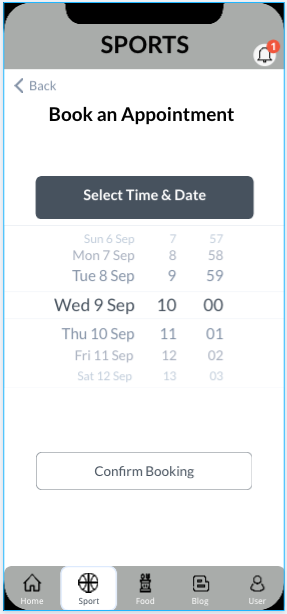 SPORTS
1
Back
Book an Appointment
Select Time & Date
Sun 6 Sep 7 57
Mon 7 Sep 8 58
Tue 8 Sep 9 59
Wed 9 Sep 10 00
Thu 10 Sep 11 01
Fri 11 Sep 12 02
Sat 12 Sep 13 03
Confirm Booking
Home Sport Food Blog User